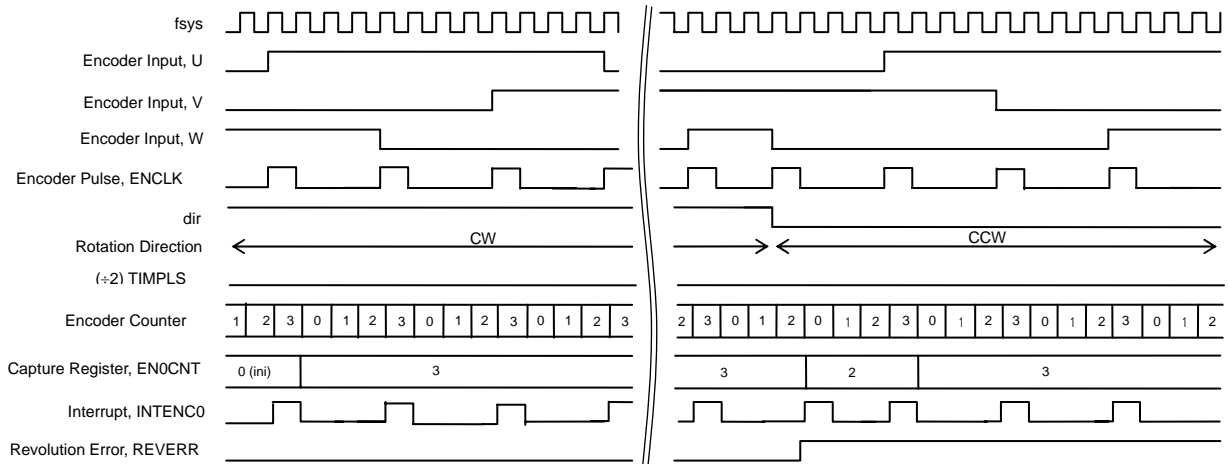 fsys
Encoder Input, U
Encoder Input, V
Encoder Input, W
Encoder Pulse, ENCLK
dir
Rotation Direction CW CCW
(÷2) TIMPLS
Encoder Counter 1 2 3 0 1 2 3 0 1 2 3 0 1 2 3 2 3 0 1 2 0 1 2 3 0 1 2 3 0 1 2 3 0 1 2
Capture Register, EN0CNT 0 (ini) 3 3 2 3
Interrupt, INTENC0
Revolution Error, REVERR